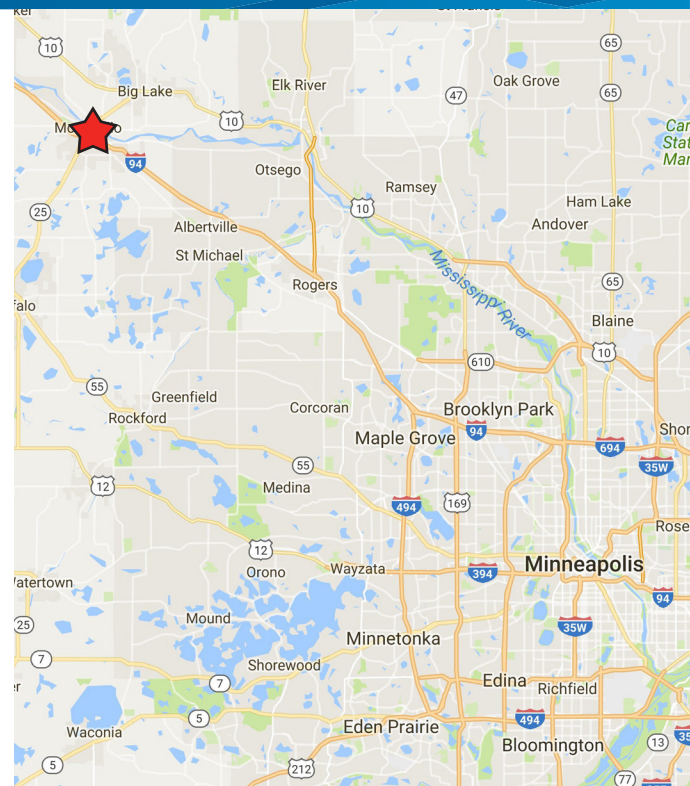 10
65
Big Lake
Elk River
Oak Grove
47
65
10
94
Otsego
Ramsey
10
Ham Lake
25
Albertville
Andover
St Michael
Mississippi River
Rogers
65
Blaine
610
10
55
Greenfield
Corcoran
Brooklyn Park
Rockford
94
Maple Grove
694
55
35W
12
Medina
494
169
12
Minneapolis
Orono
Wayzata
394
94
Mound
35W
25
Minnetonka
7
Shorewood
7
Edina
Richfield
5
494
Waconia
Eden Prairie
Bloomington
13
5
212
77